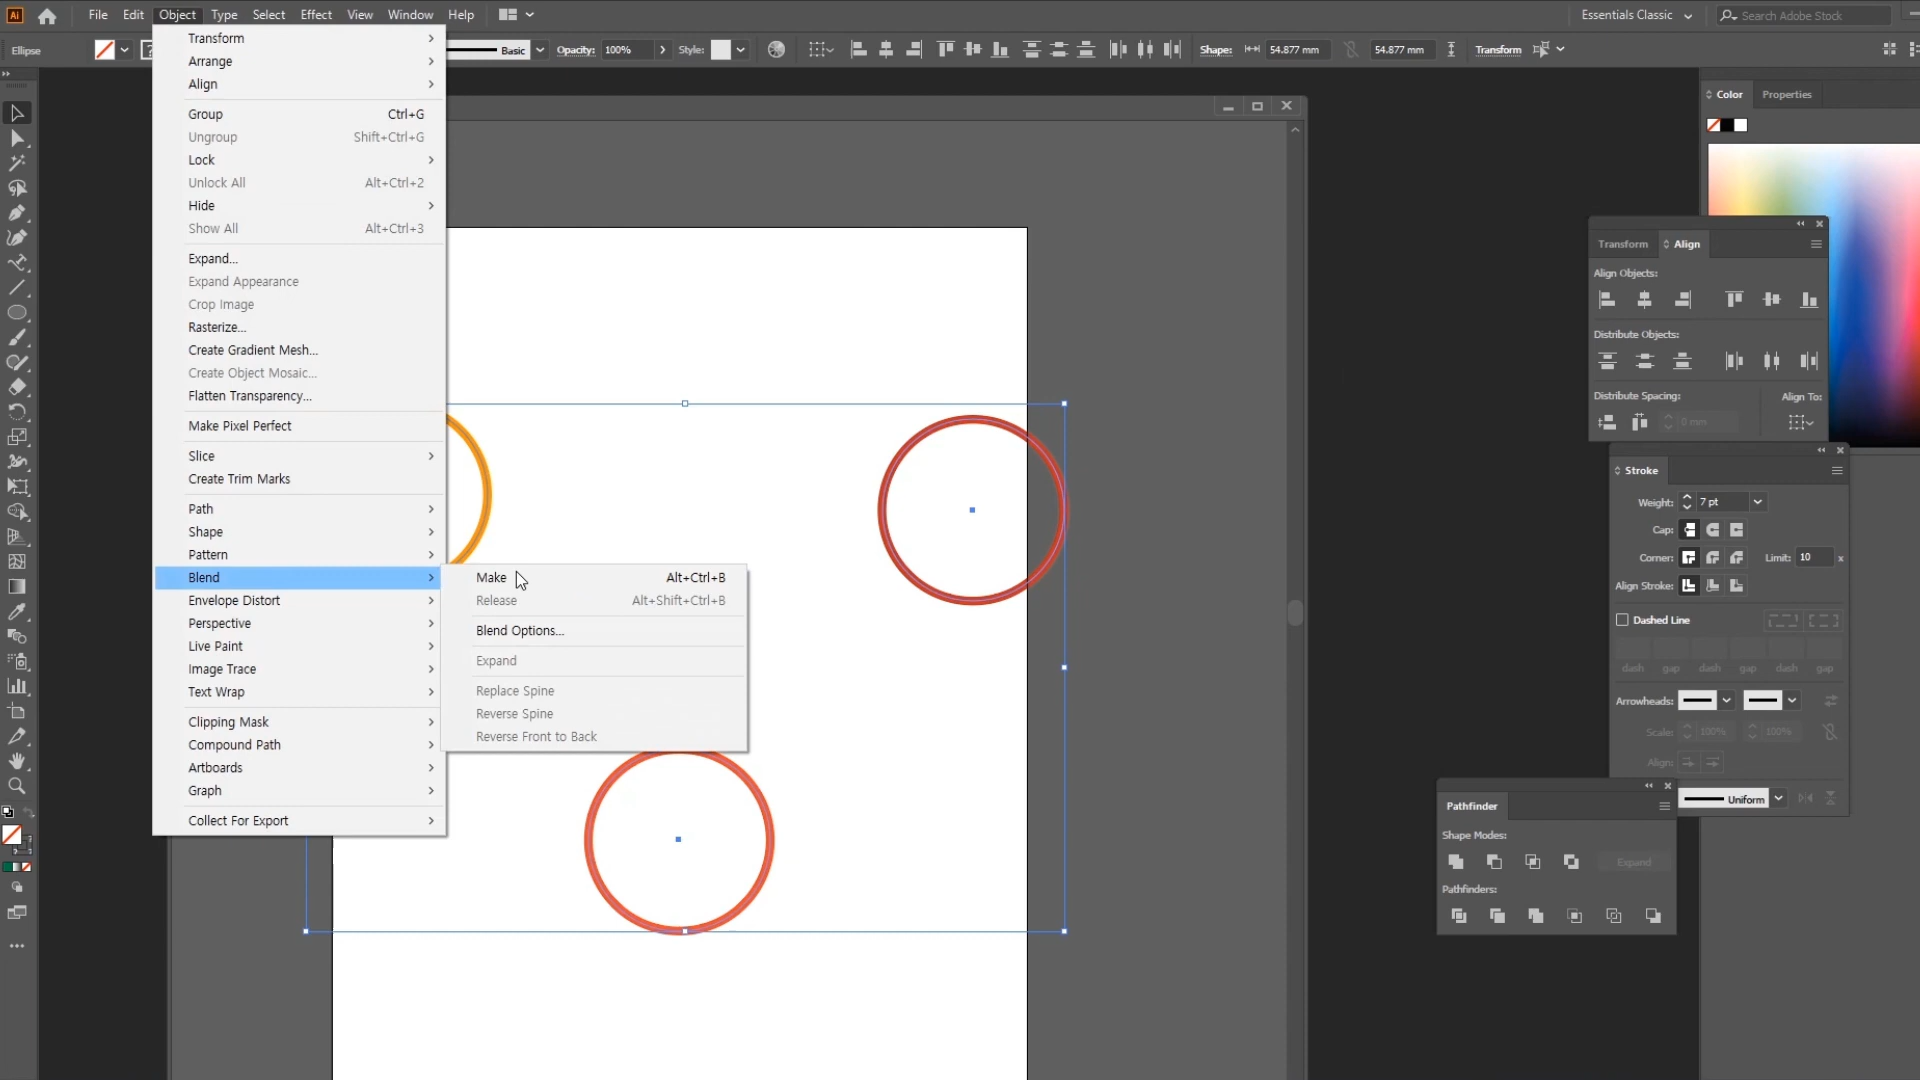 Ai File Edit Object Type Select Effect View Window Help Essentials Classic Search Adobe Stock
Ellipse Basic Opacity: 100% Style: Shape: 54.877 mm 54.877 mm Transform
Transform
Arrange
Align
Group Ctrl+G
Ungroup Shift+Ctrl+G
Lock
Unlock All Alt+Ctrl+2
Hide
Show All Alt+Ctrl+3
Expand...
Expand Appearance
Crop Image
Rasterize...
Create Gradient Mesh...
Create Object Mosaic...
Flatten Transparency...
Make Pixel Perfect
Slice
Create Trim Marks
Path
Shape
Pattern
Blend
Envelope Distort
Perspective
Live Paint
Image Trace
Text Wrap
Clipping Mask
Compound Path
Artboards
Graph
Collect For Export
Make Alt+Ctrl+B
Release Alt+Shift+Ctrl+B
Blend Options...
Expand
Replace Spine
Reverse Spine
Reverse Front to Back
Color Properties
Transform Align
Align Objects:
Distribute Objects:
Distribute Spacing: Align To:
0 mm
Stroke
Weight: 7 pt
Cap:
Corner: Limit: 10 x
Align Stroke:
Dashed Line
dash gap dash gap dash gap
Arrowheads:
Scale: 100% 100%
Align:
Uniform
Pathfinder
Shape Modes:
Expand
Pathfinders: